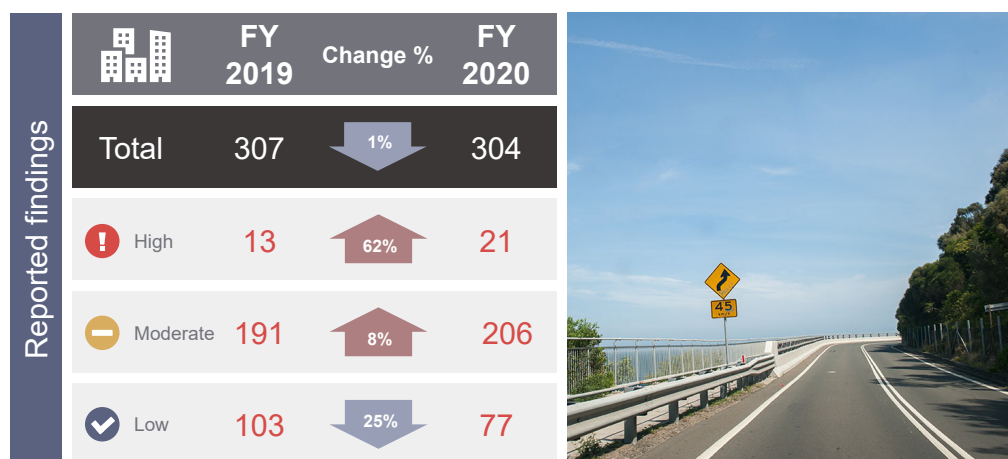 Reported findings
FY 2019
Change %
FY 2020
Total 307 1% 304
High 13 62% 21
Moderate 191 8% 206
Low 103 25% 77
45